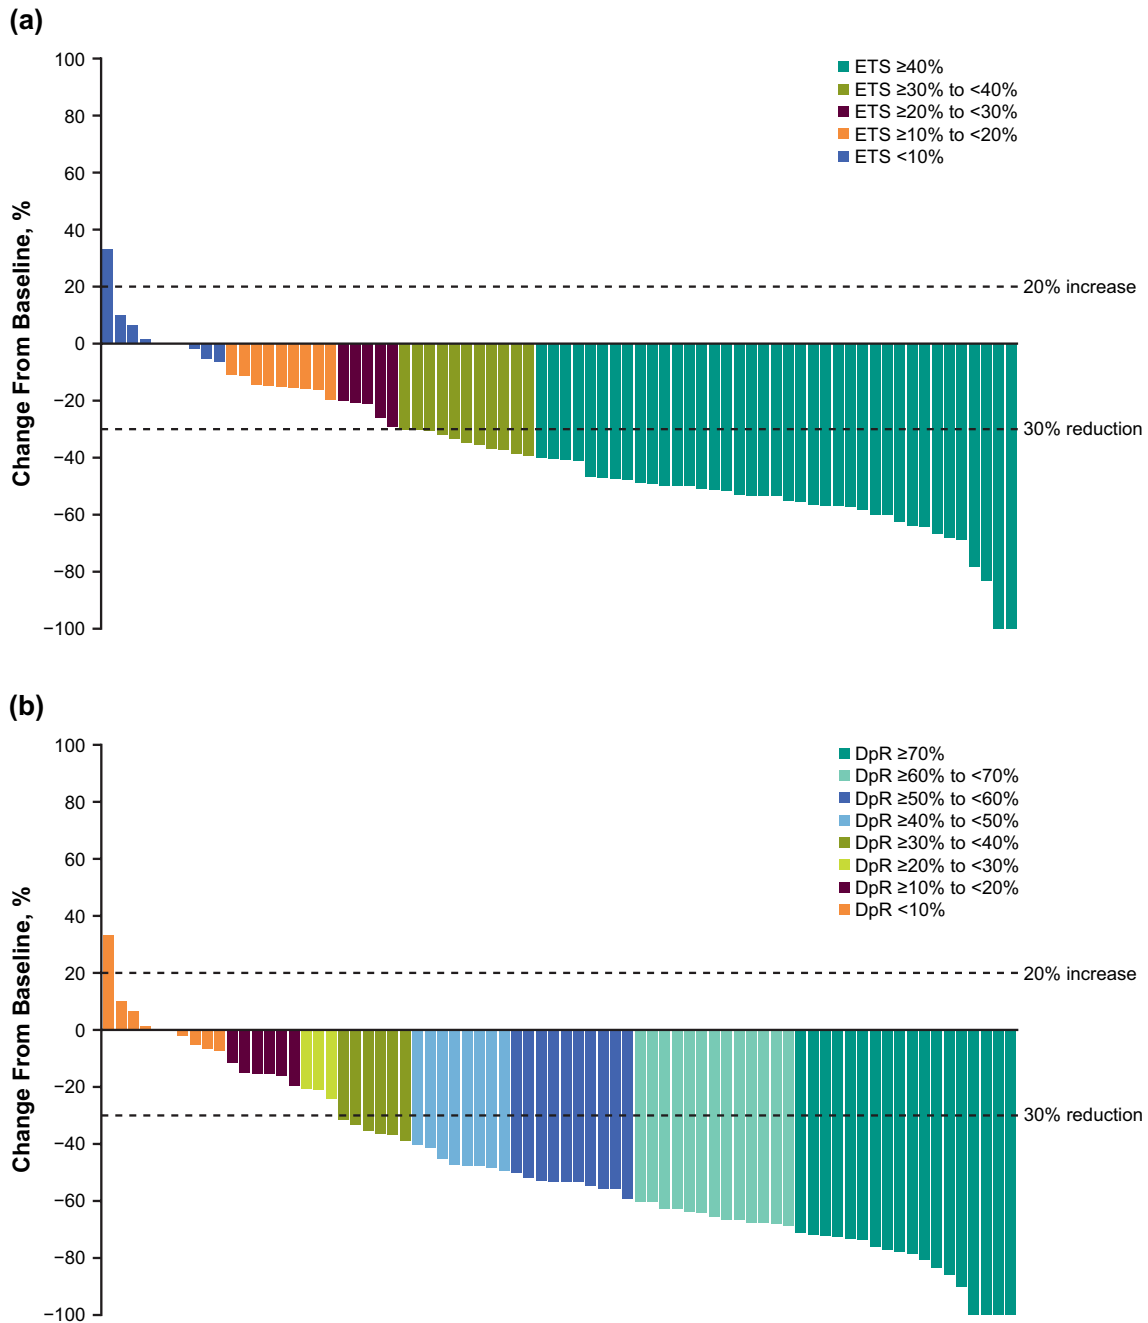 (a)
100
80
60
40
20
0
−20
−40
−60
−80
−100
Change From Baseline, %
ETS ≥40%
ETS ≥30% to <40%
ETS ≥20% to <30%
ETS ≥10% to <20%
ETS <10%
20% increase
30% reduction
(b)
100
80
60
40
20
0
−20
−40
−60
−80
−100
Change From Baseline, %
DpR ≥70%
DpR ≥60% to <70%
DpR ≥50% to <60%
DpR ≥40% to <50%
DpR ≥30% to <40%
DpR ≥20% to <30%
DpR ≥10% to <20%
DpR <10%
20% increase
30% reduction